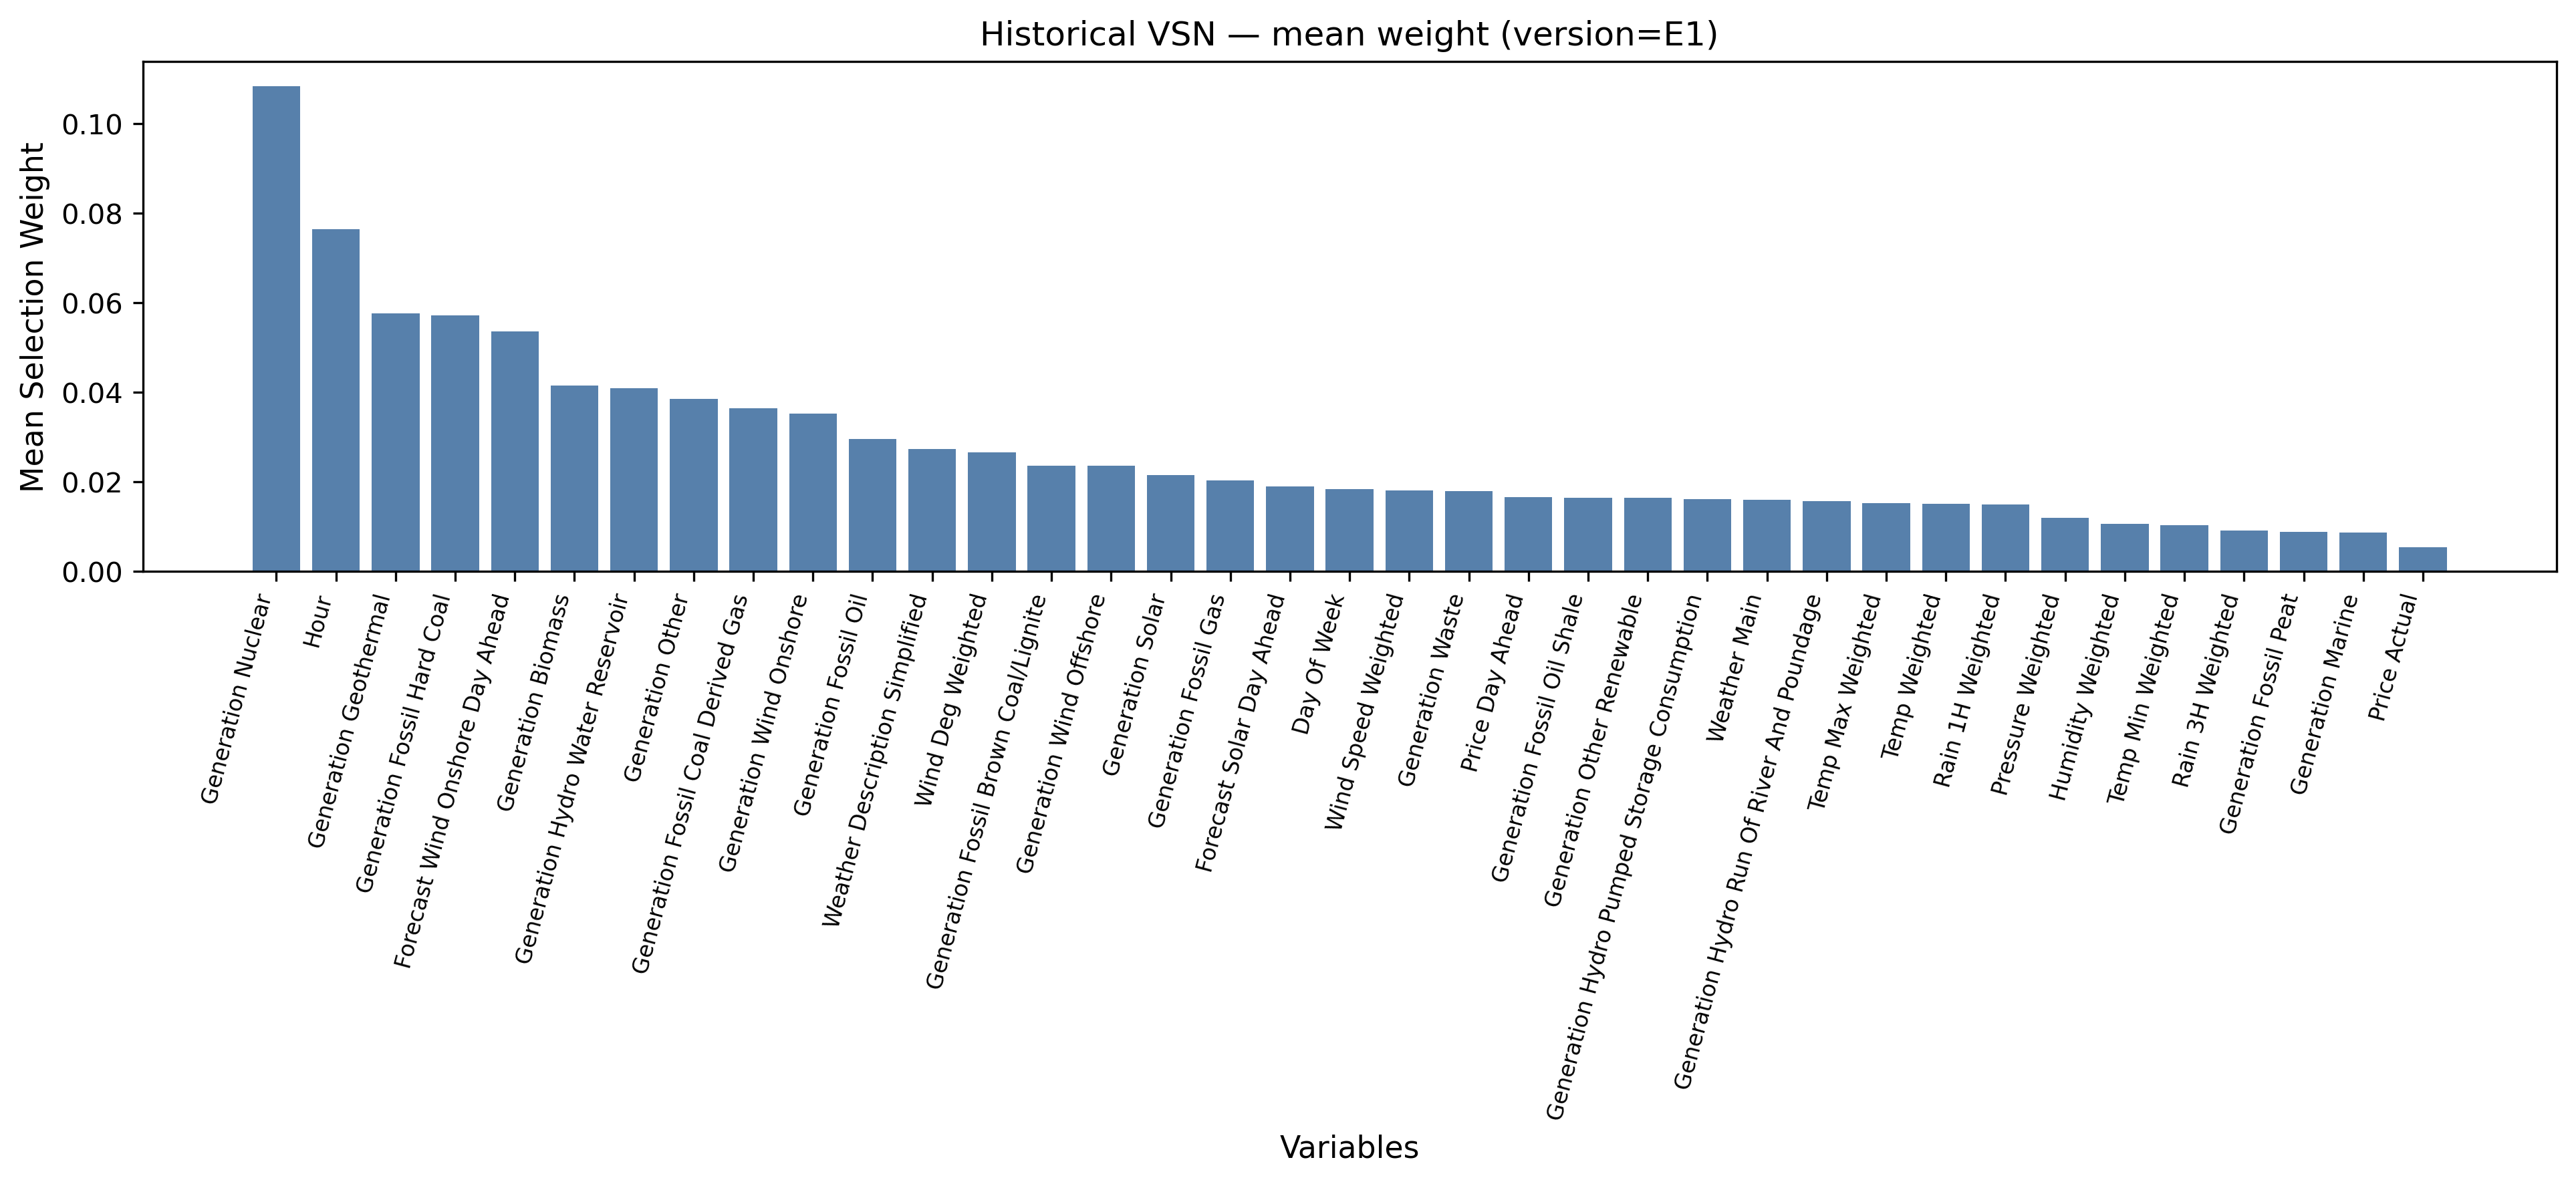 Historical VSN — mean weight (version=E1)
Mean Selection Weight
0.10
0.08
0.06
0.04
0.02
0.00
Generation Nuclear
Hour
Generation Geothermal
Generation Fossil Hard Coal
Forecast Wind Onshore Day Ahead
Generation Biomass
Generation Hydro Water Reservoir
Generation Other
Generation Fossil Coal Derived Gas
Generation Wind Onshore
Generation Fossil Oil
Weather Description Simplified
Wind Deg Weighted
Generation Fossil Brown Coal/Lignite
Generation Wind Offshore
Generation Solar
Generation Fossil Gas
Forecast Solar Day Ahead
Day Of Week
Wind Speed Weighted
Generation Waste
Price Day Ahead
Generation Fossil Oil Shale
Generation Other Renewable
Generation Hydro Pumped Storage Consumption
Weather Main
Generation Hydro Run Of River And Poundage
Temp Max Weighted
Temp Weighted
Rain 1H Weighted
Pressure Weighted
Humidity Weighted
Temp Min Weighted
Rain 3H Weighted
Generation Fossil Peat
Generation Marine
Price Actual
Variables